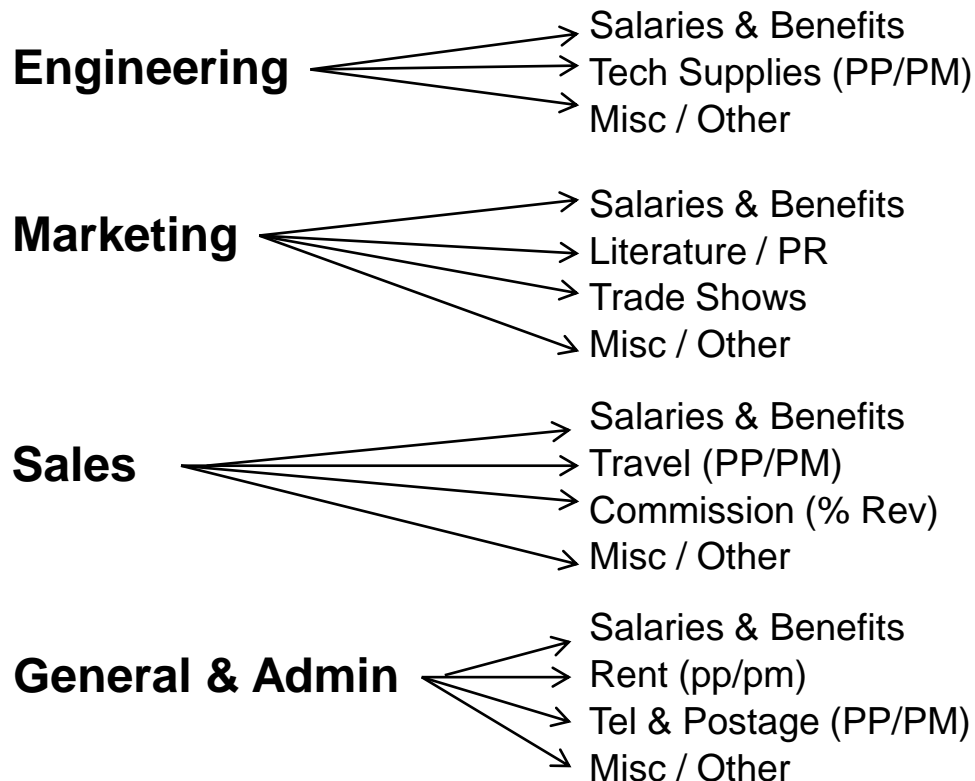 Engineering
Salaries & Benefits
Tech Supplies (PP/PM)
Misc / Other
Marketing
Salaries & Benefits
Literature / PR
Trade Shows
Misc / Other
Sales
Salaries & Benefits
Travel (PP/PM)
Commission (% Rev)
Misc / Other
General & Admin
Salaries & Benefits
Rent (pp/pm)
Tel & Postage (PP/PM)
Misc / Other